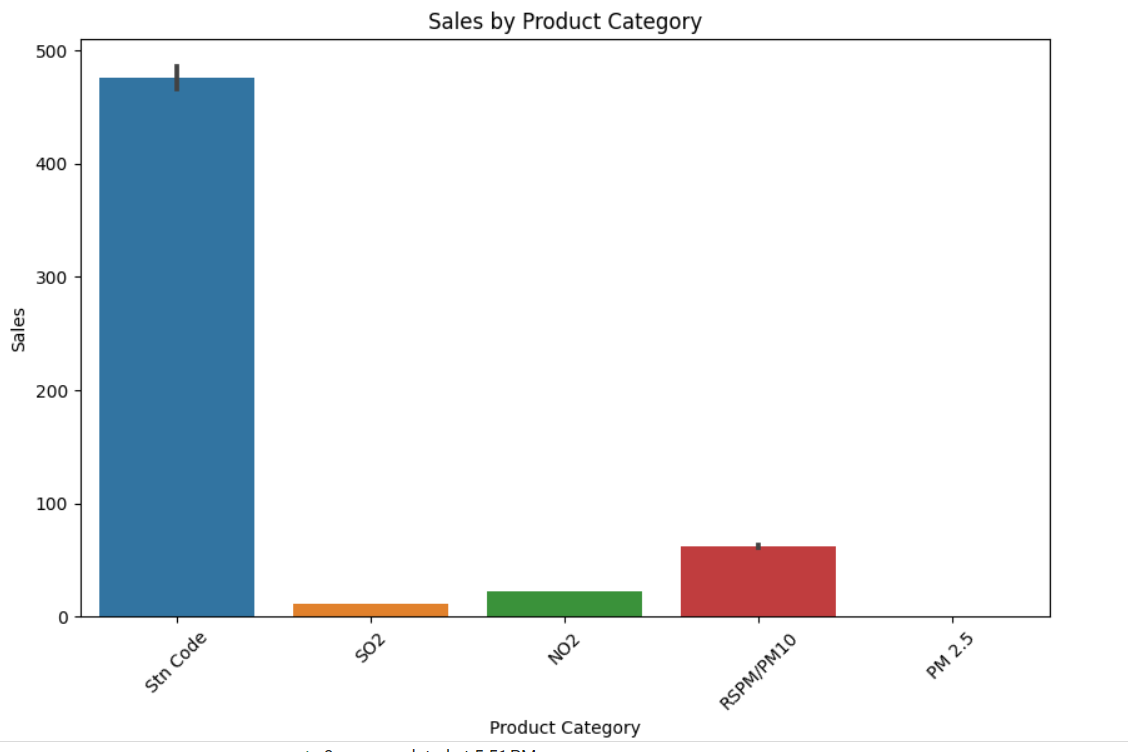 Sales by Product Category
500
400
300
200
100
0
Sales
Stn Code
SO2
NO2
RSPM/PM10
PM 2.5
Product Category